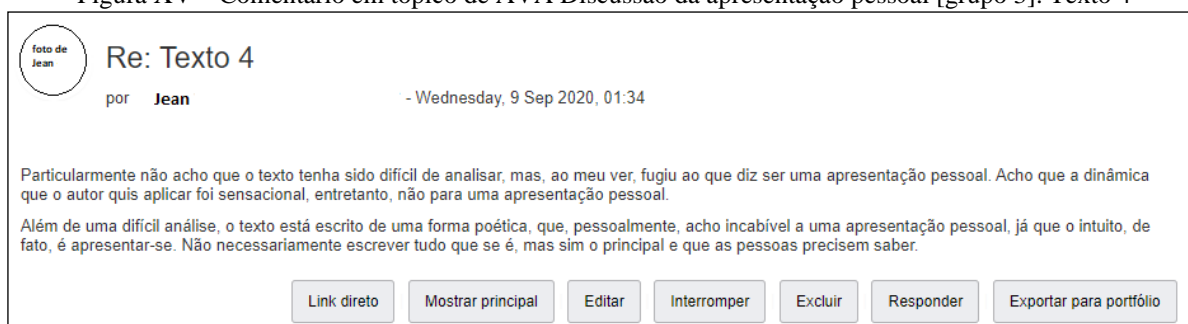 Figura XV – Comentário em tópico de AVA Discussão da apresentação pessoal [grupo 3]: Texto 4
foto de
Jean
Re: Texto 4
por Jean - Wednesday, 9 Sep 2020, 01:34
Particularmente não acho que o texto tenha sido difícil de analisar, mas, ao meu ver, fugiu ao que diz ser uma apresentação pessoal. Acho que a dinâmica
que o autor quis aplicar foi sensacional, entretanto, não para uma apresentação pessoal.
Além de uma difícil análise, o texto está escrito de uma forma poética, que, pessoalmente, acho incabível a uma apresentação pessoal, já que o intuito, de
fato, é apresentar-se. Não necessariamente escrever tudo que se é, mas sim o principal e que as pessoas precisem saber.
Link direto Mostrar principal Editar Interromper Excluir Responder Exportar para portfólio